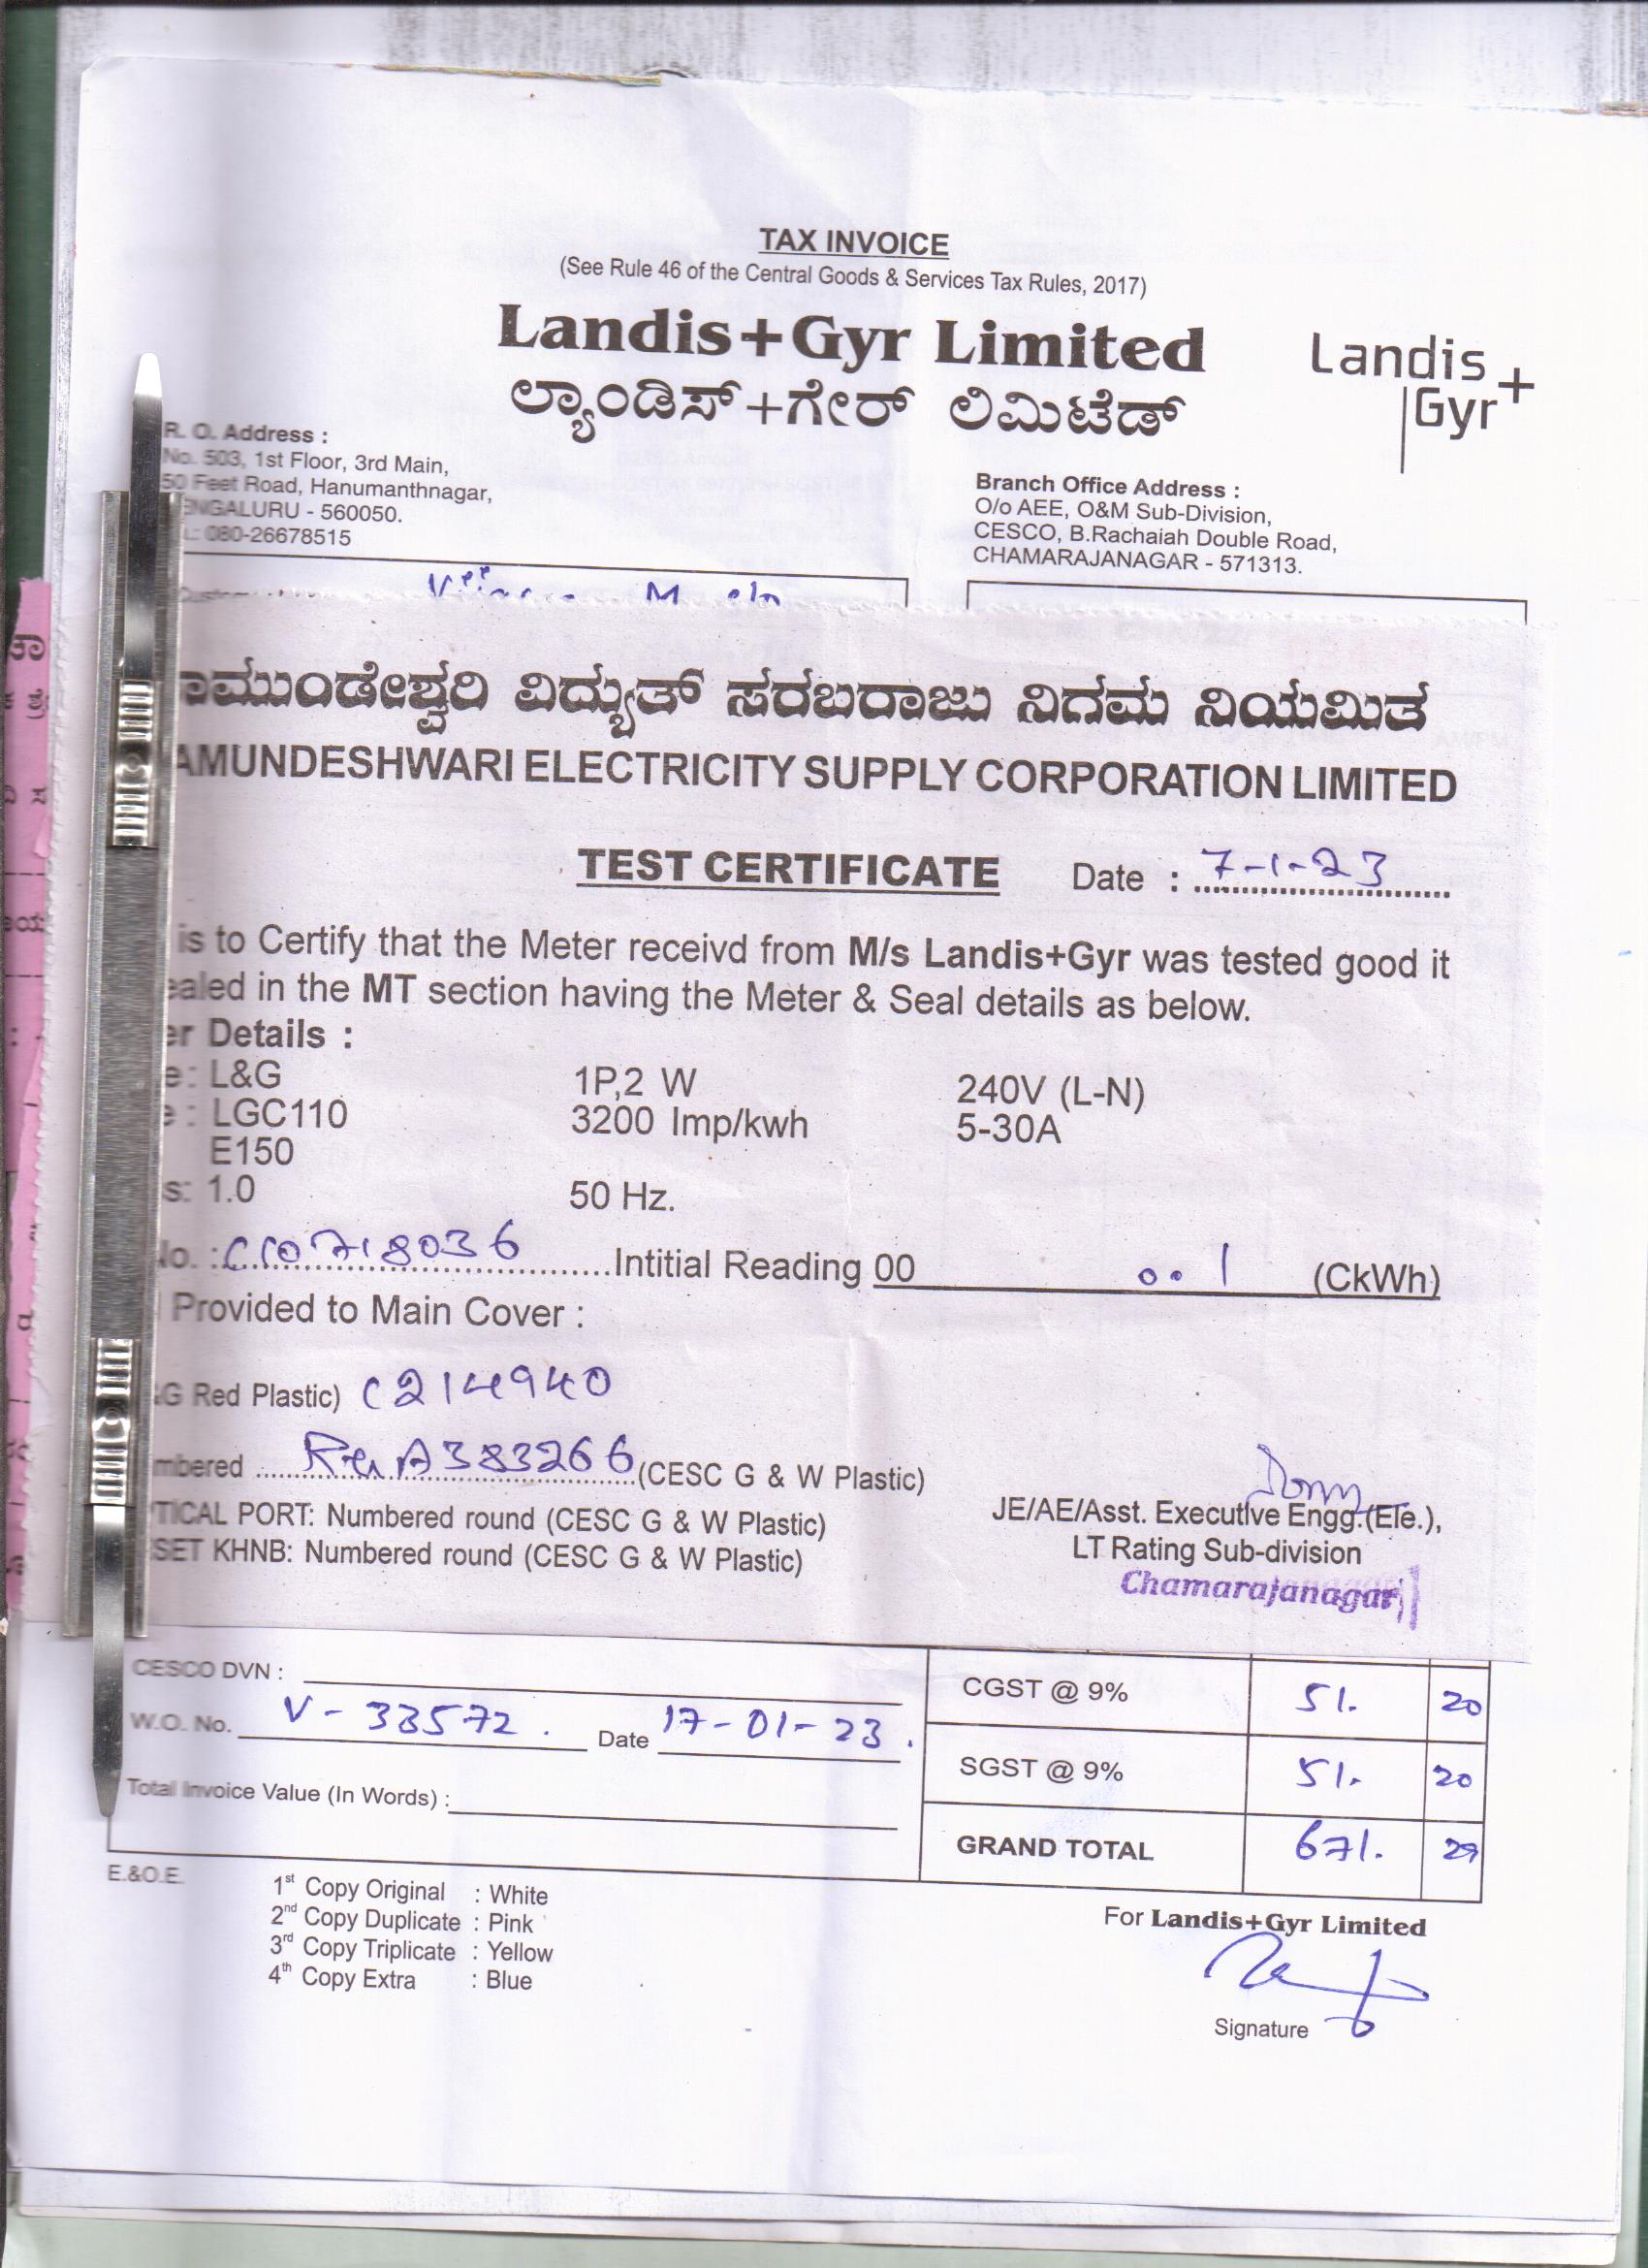 TAX INVOICE
(See Rule 46 of the Central Goods & Services Tax Rules, 2017)
Landis+Gyr Limited
ಲ್ಯಾಂಡಿಸ್+ಗೇರ್ ಲಿಮಿಟೆಡ್
Landis
Gyr+
R. O. Address :
No. 503, 1st Floor, 3rd Main,
50 Feet Road, Hanumanthnagar,
ENGALURU - 560050.
: 080-26678515
Branch Office Address :
O/o AEE, O&M Sub-Division,
CESCO, B.Rachaiah Double Road,
CHAMARAJANAGAR - 571313.
ಾಮುಂಡೇಶ್ವರಿ ವಿದ್ಯುತ್ ಸರಬರಾಜು ನಿಗಮ ನಿಯಮಿತ
AMUNDESHWARI ELECTRICITY SUPPLY CORPORATION LIMITED
TEST CERTIFICATE Date : 7-1-23
is to Certify that the Meter receivd from M/s Landis+Gyr was tested good it
ealed in the MT section having the Meter & Seal details as below.
er Details :
e: L&G 1P,2 W 240V (L-N)
e : LGC110 3200 Imp/kwh 5-30A
E150
s: 1.0 50 Hz.
No. : C10718036 Intitial Reading 00 00 1 (CkWh)
Provided to Main Cover :
G Red Plastic) C214940
mbered A383266 (CESC G & W Plastic)
TICAL PORT: Numbered round (CESC G & W Plastic)
SET KHNB: Numbered round (CESC G & W Plastic)
JE/AE/Asst. Executive Engg.(Ele.),
LT Rating Sub-division
Chamarajanagar
CESCO DVN :
W.O. No. V - 33572 . Date 17-01-23 .
Total Invoice Value (In Words) :
CGST @ 9% 51. 20
SGST @ 9% 51. 20
GRAND TOTAL 671. 29
E.&O.E.
1st Copy Original : White
2nd Copy Duplicate : Pink
3rd Copy Triplicate : Yellow
4th Copy Extra : Blue
For Landis+Gyr Limited
Signature